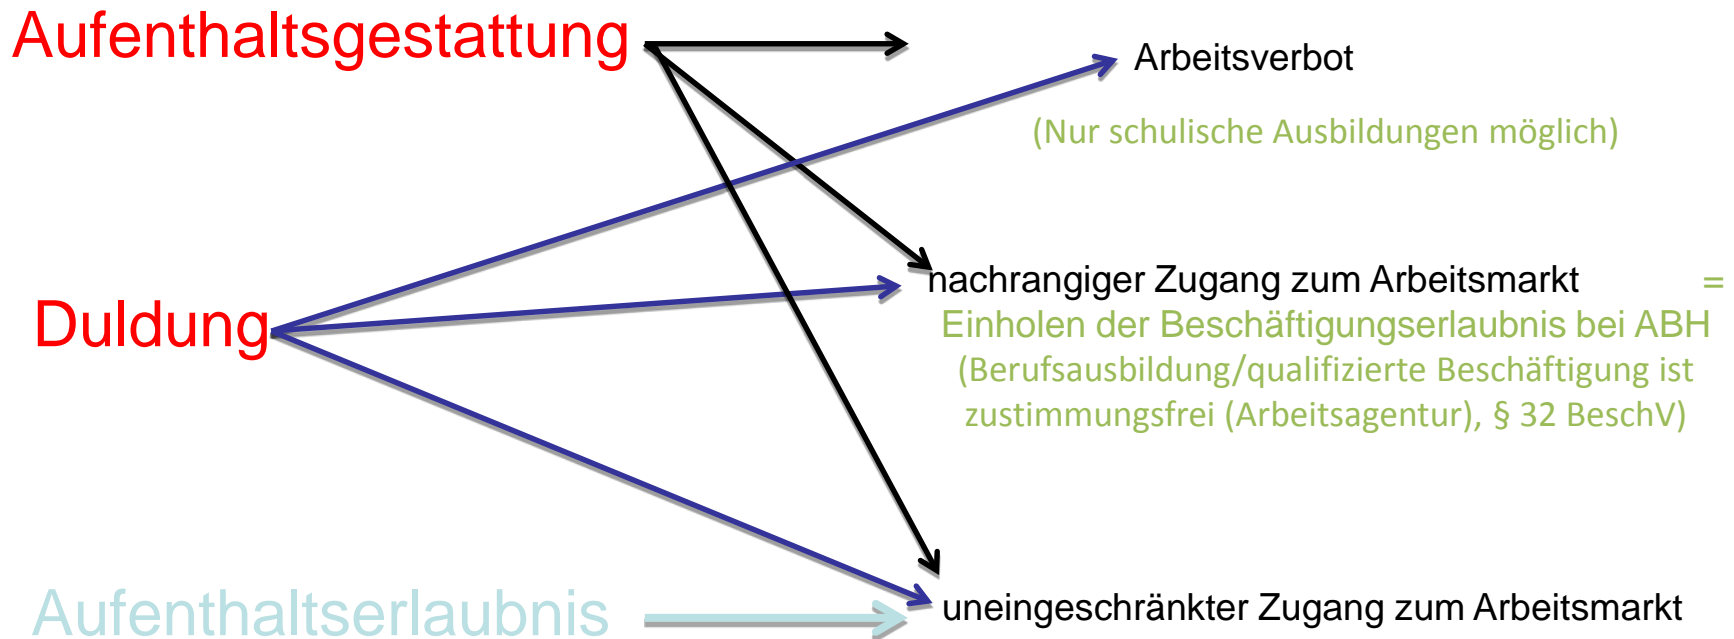 Aufenthaltsgestattung
Arbeitsverbot
(Nur schulische Ausbildungen möglich)
nachrangiger Zugang zum Arbeitsmarkt =
Duldung
Einholen der Beschäftigungserlaubnis bei ABH
(Berufsausbildung/qualifizierte Beschäftigung ist
zustimmungsfrei (Arbeitsagentur), § 32 BeschV)
Aufenthaltserlaubnis
uneingeschränkter Zugang zum Arbeitsmarkt